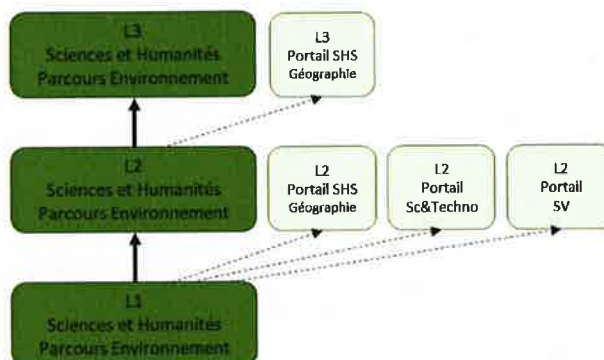 L3
Sciences et Humanités
Parcours Environnement
L3
Portail SHS
Géographie
L2
Sciences et Humanités
Parcours Environnement
L2
Portail SHS
Géographie
L2
Portail
Sc&Techno
L2
Portail
SV
L1
Sciences et Humanités
Parcours Environnement